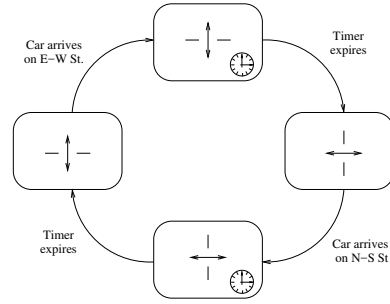 Car arrives
on E−W St.
Timer
expires
Timer
expires
Car arrives
on N−S St